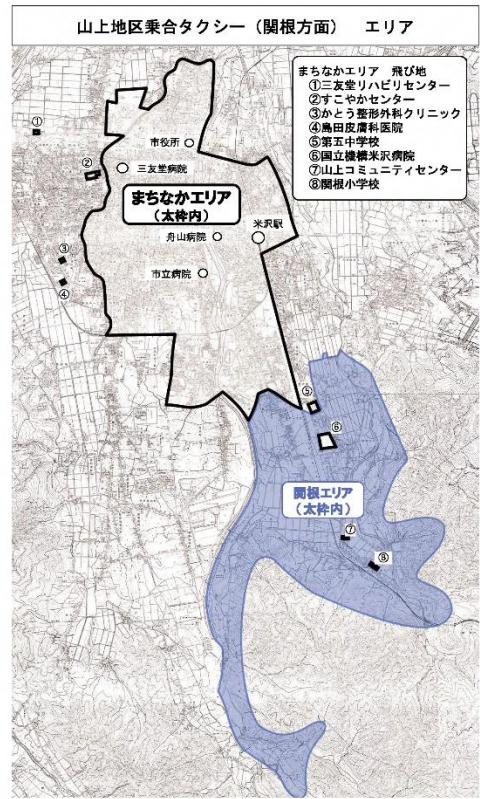 山上地区乗合タクシー（関根方面）　エリア
まちなかエリア　飛び地
①三友堂リハビリセンター
②すこやかセンター
③かとう整形外科クリニック
④島田皮膚科医院
⑤第五中学校
⑥国立機構米沢病院
⑦山上コミュニティセンター
⑧関根小学校
①
市役所
②
三友堂病院
まちなかエリア
（太枠内）
米沢駅
舟山病院
③
市立病院
④
⑤
⑥
関根エリア
（太枠内）
⑦
⑧